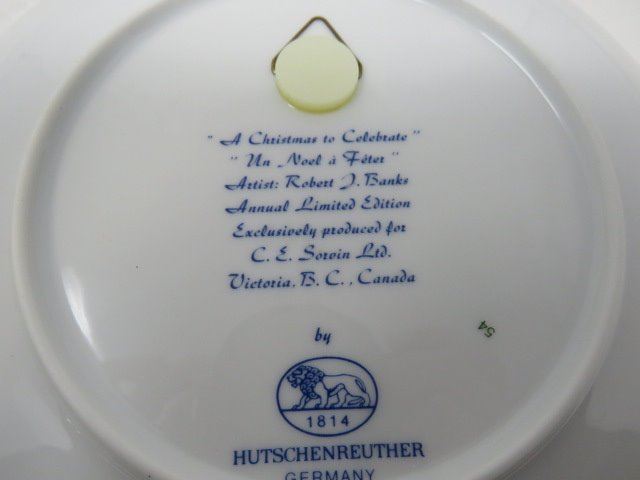 " A Christmas to Celebrate "
" Un Noel à Fêter "
Artist: Robert J. Banks
Annual Limited Edition
Exclusively produced for
C. E. Sorvin Ltd.
Victoria, B. C. , Canada
54
by
1814
HUTSCHENREUTHER
GERMANY